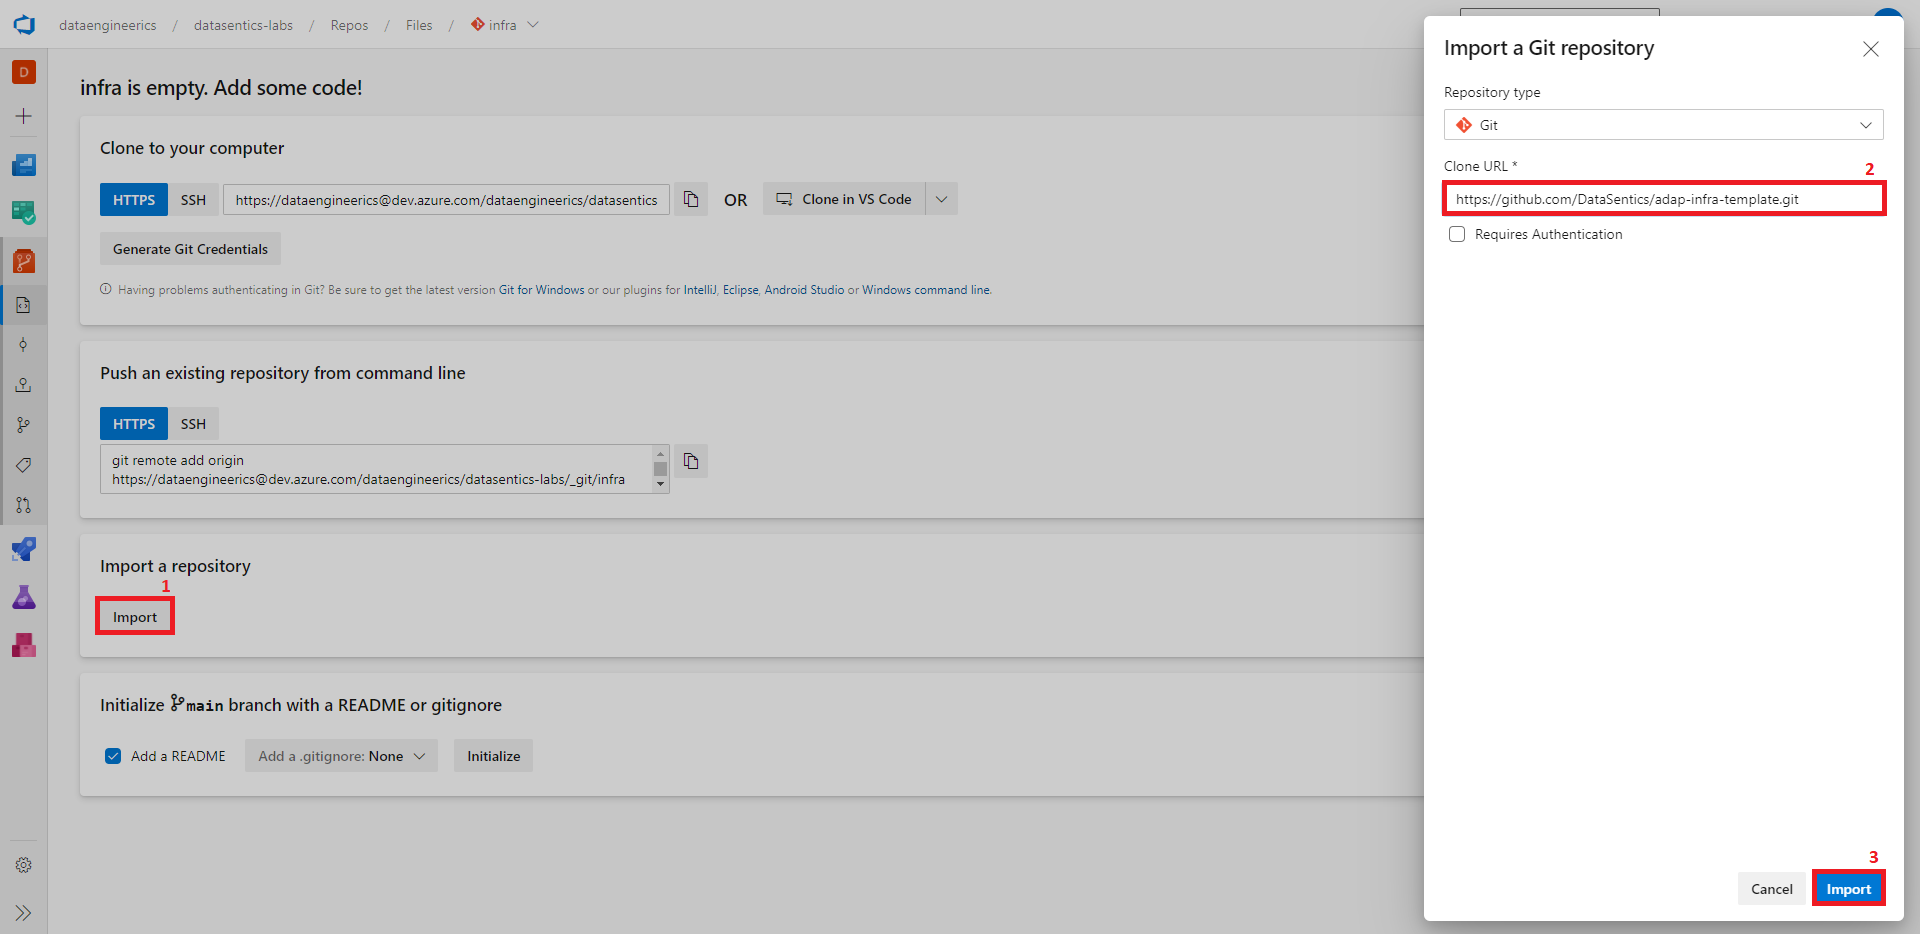 dataengineerics / datasentics-labs / Repos / Files / infra
D
infra is empty. Add some code!
Clone to your computer
HTTPS SSH https://dataengineerics@dev.azure.com/dataengineerics/datasentics OR Clone in VS Code
Generate Git Credentials
Having problems authenticating in Git? Be sure to get the latest version Git for Windows or our plugins for IntelliJ, Eclipse, Android Studio or Windows command line.
Push an existing repository from command line
HTTPS SSH
git remote add origin
https://dataengineerics@dev.azure.com/dataengineerics/datasentics-labs/_git/infra
Import a repository
1
Import
Initialize main branch with a README or gitignore
Add a README Add a .gitignore: None Initialize
Import a Git repository
Repository type
Git
Clone URL *
2
https://github.com/DataSentics/adap-infra-template.git
Requires Authentication
3
Cancel Import